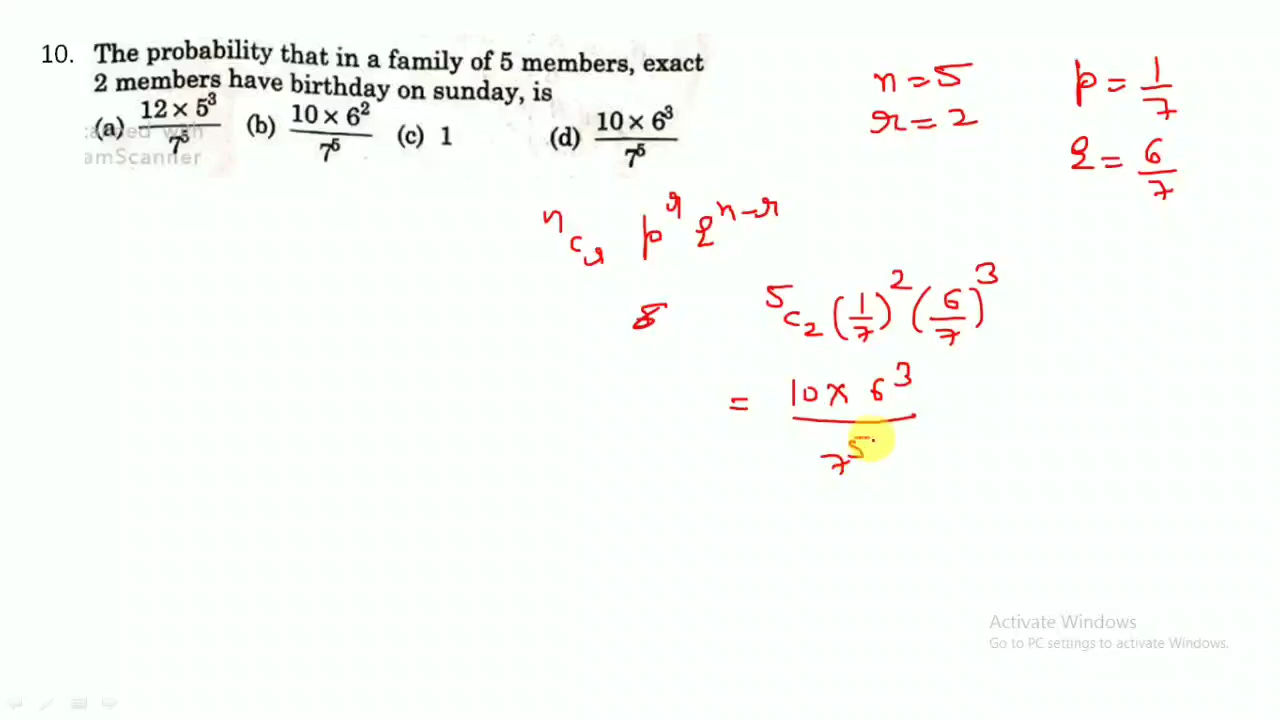 10. The probability that in a family of 5 members, exact
2 members have birthday on sunday, is
(a) 12 × 5³ / 7⁵ (b) 10 × 6² / 7⁵ (c) 1 (d) 10 × 6³ / 7⁵
amScanner
n = 5
r = 2
p = 1/7
q = 6/7
ⁿcᵣ pʳ qⁿ⁻ʳ
⁵c₂ (1/7)² (6/7)³
= 10 × 6³ / 7⁵
Activate Windows
Go to PC settings to activate Windows.